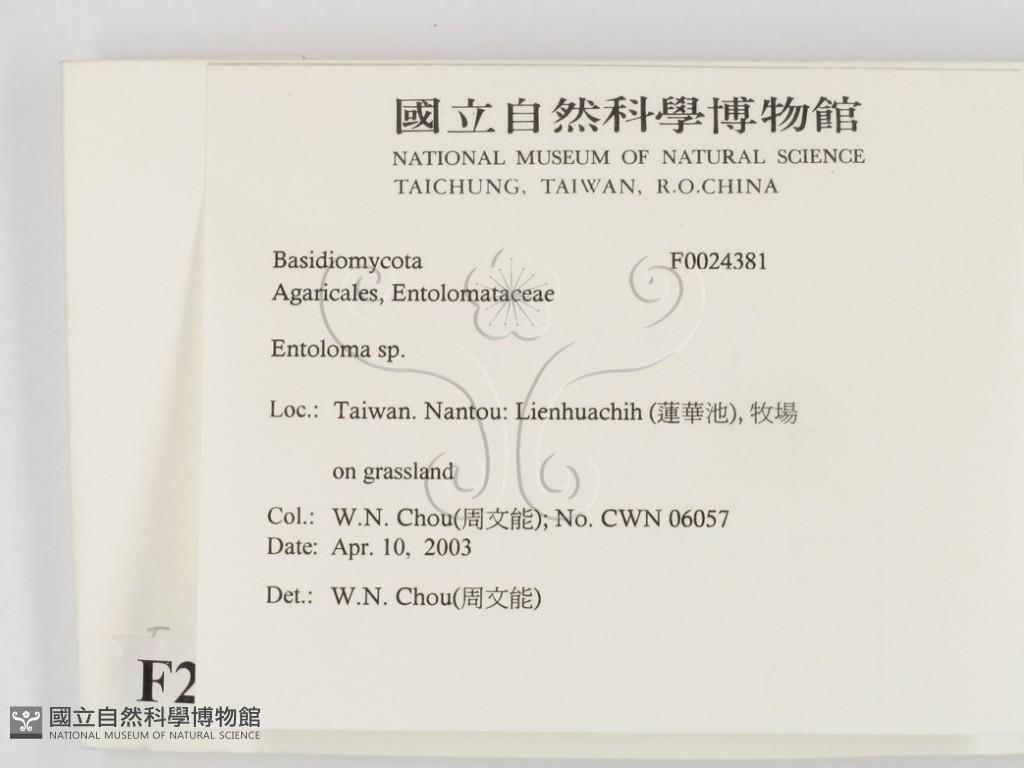 國立自然科學博物館
NATIONAL MUSEUM OF NATURAL SCIENCE
TAICHUNG, TAIWAN, R.O.CHINA
Basidiomycota F0024381
Agaricales, Entolomataceae
Entoloma sp.
Loc.: Taiwan. Nantou: Lienhuachih (蓮華池), 牧場
on grassland
Col.: W.N. Chou(周文能); No. CWN 06057
Date: Apr. 10, 2003
Det.: W.N. Chou(周文能)
F2
國立自然科學博物館
NATIONAL MUSEUM OF NATURAL SCIENCE